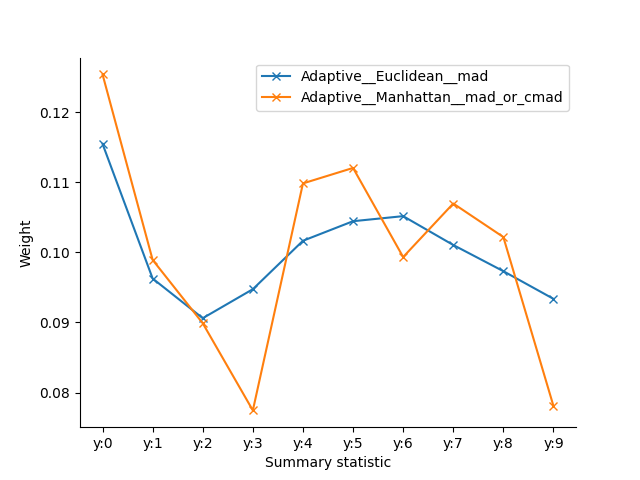 Adaptive__Euclidean__mad
Adaptive__Manhattan__mad_or_cmad
Weight
0.12
0.11
0.10
0.09
0.08
y:0 y:1 y:2 y:3 y:4 y:5 y:6 y:7 y:8 y:9
Summary statistic